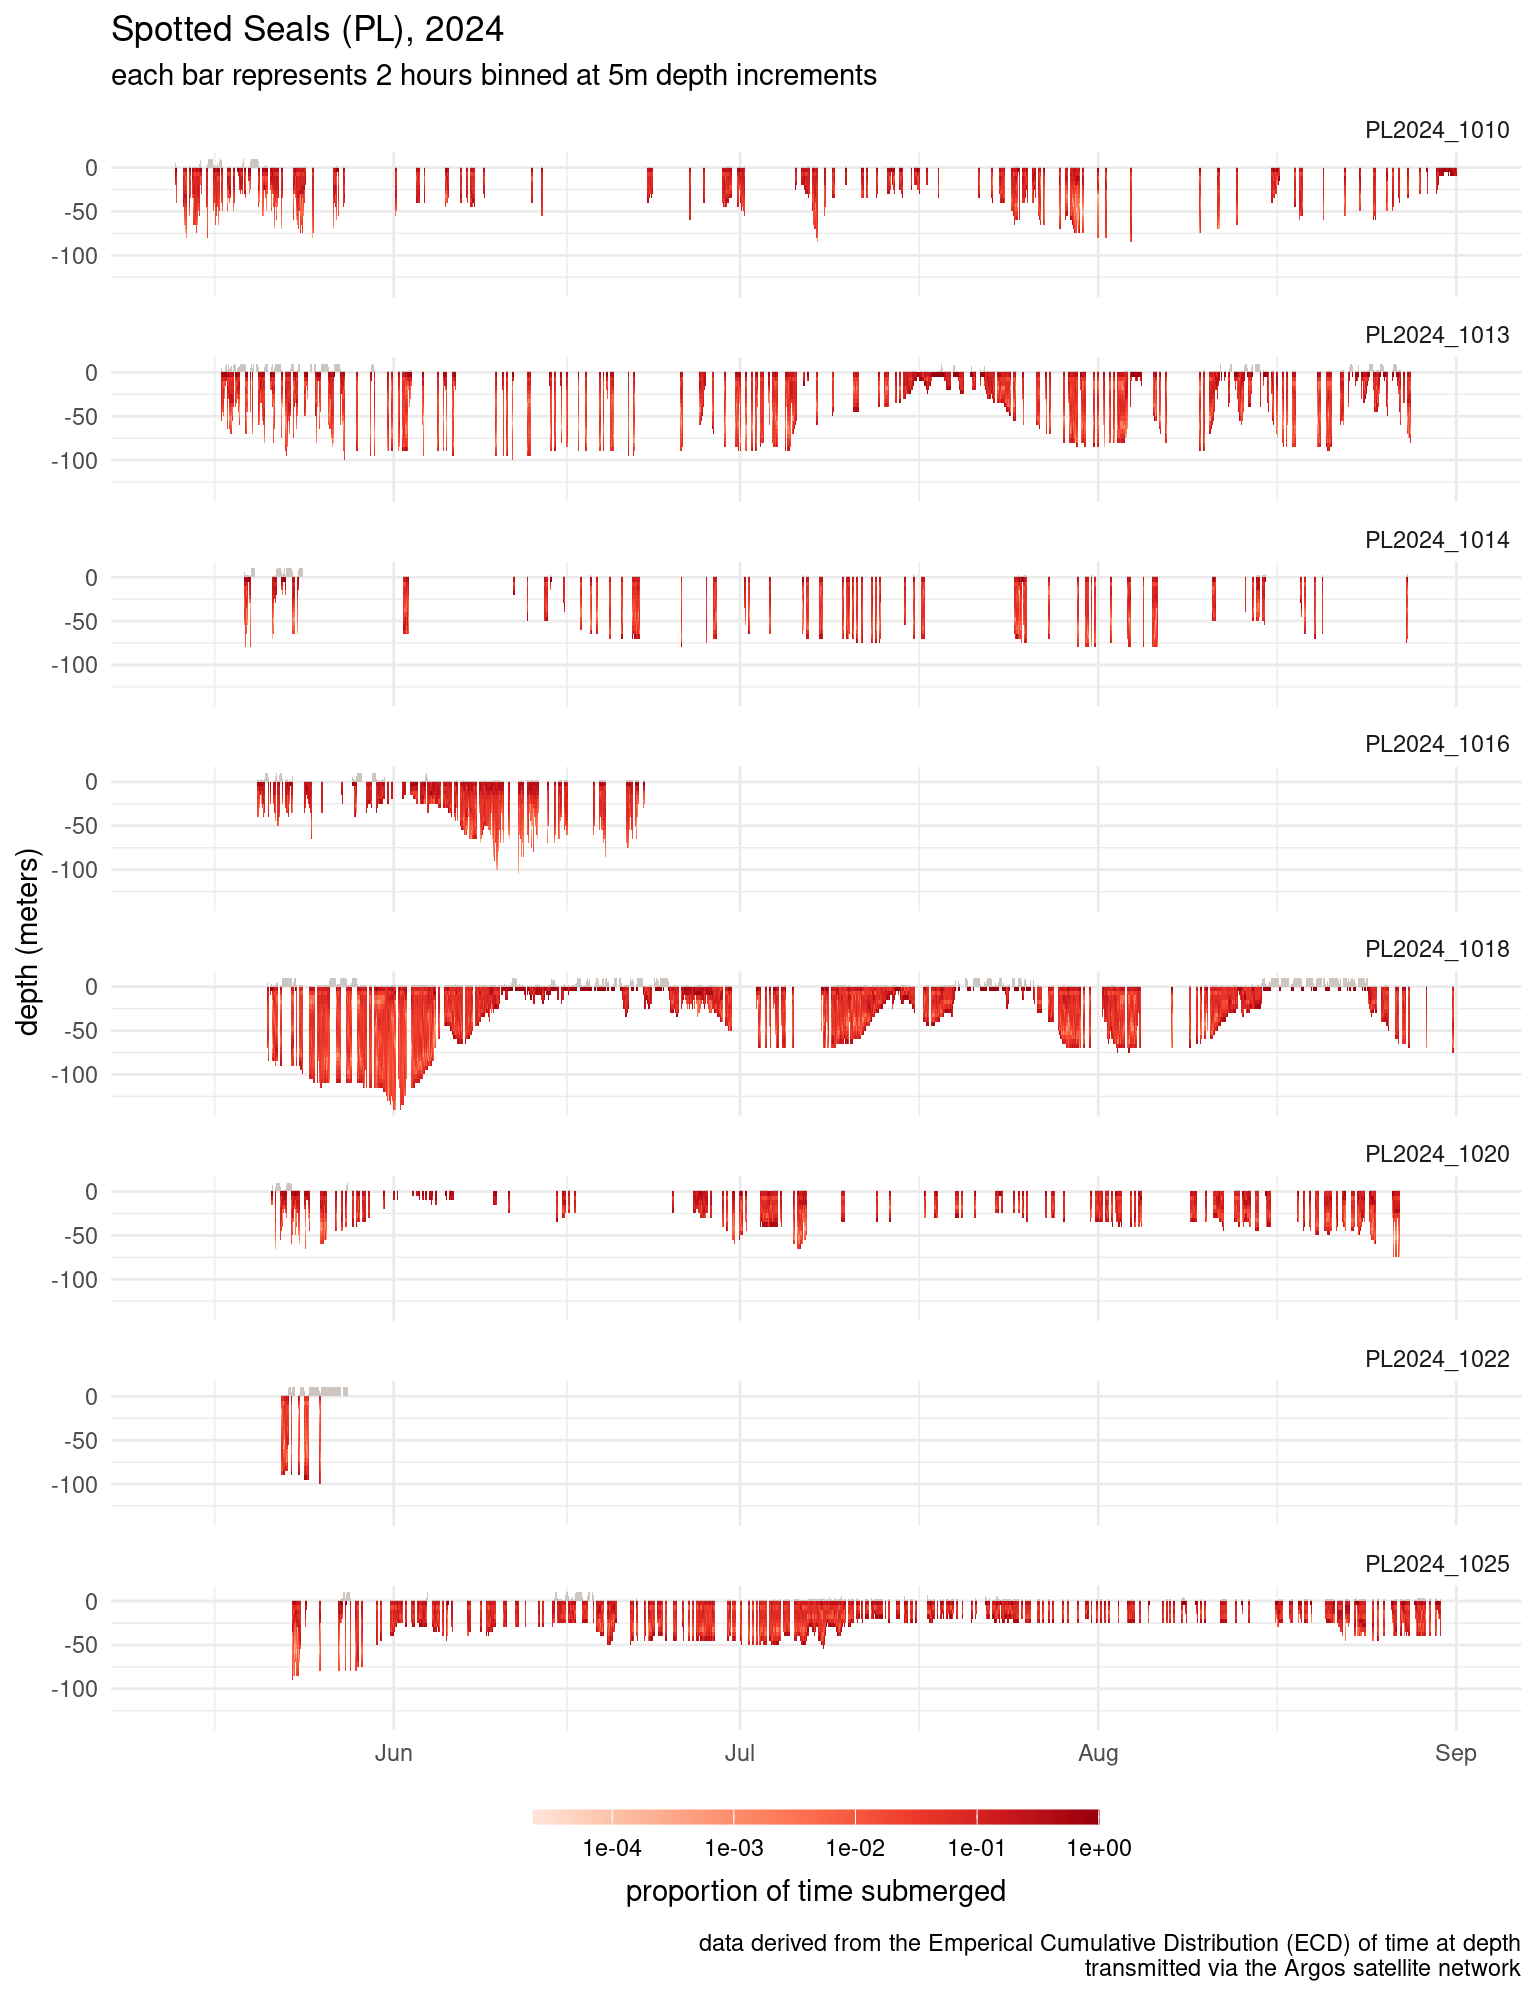 Spotted Seals (PL), 2024
each bar represents 2 hours binned at 5m depth increments
PL2024_1010
0
-50
-100
PL2024_1013
0
-50
-100
PL2024_1014
0
-50
-100
PL2024_1016
0
-50
-100
PL2024_1018
0
-50
-100
PL2024_1020
0
-50
-100
PL2024_1022
0
-50
-100
PL2024_1025
0
-50
-100
depth (meters)
Jun Jul Aug Sep
1e-04 1e-03 1e-02 1e-01 1e+00
proportion of time submerged
data derived from the Emperical Cumulative Distribution (ECD) of time at depth
transmitted via the Argos satellite network